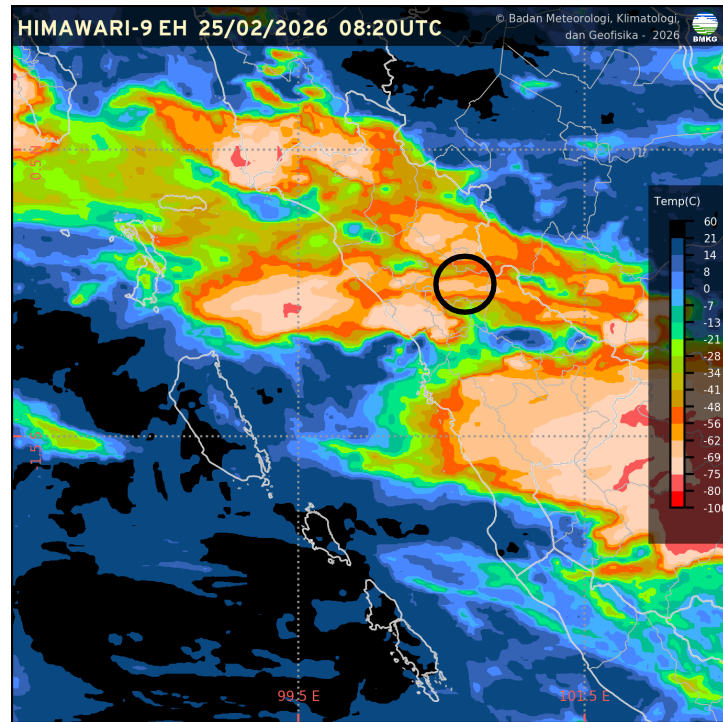 HIMAWARI-9 EH 25/02/2026 08:20UTC
© Badan Meteorologi, Klimatologi,
dan Geofisika - 2026
BMKG
0.5 N
Temp(C)
60
21
14
8
0
-7
-13
-21
-28
-34
-41
-48
-56
-62
-69
-75
-80
-100
1.5 S
99.5 E
101.5 E